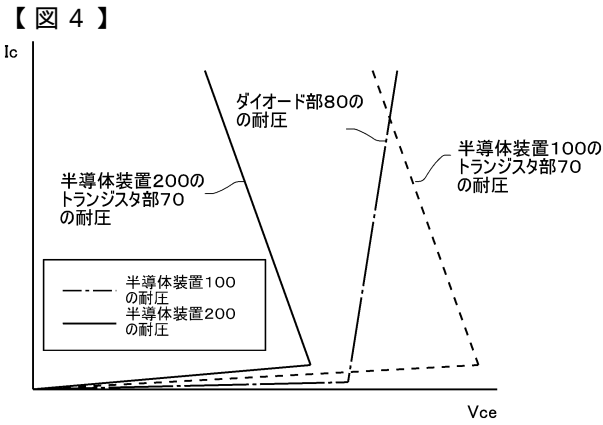 【図４】
Ic
ダイオード部８０の
の耐圧
半導体装置１００の
トランジスタ部７０
の耐圧
半導体装置２００の
トランジスタ部７０
の耐圧
半導体装置１００
の耐圧
半導体装置２００
の耐圧
Vce